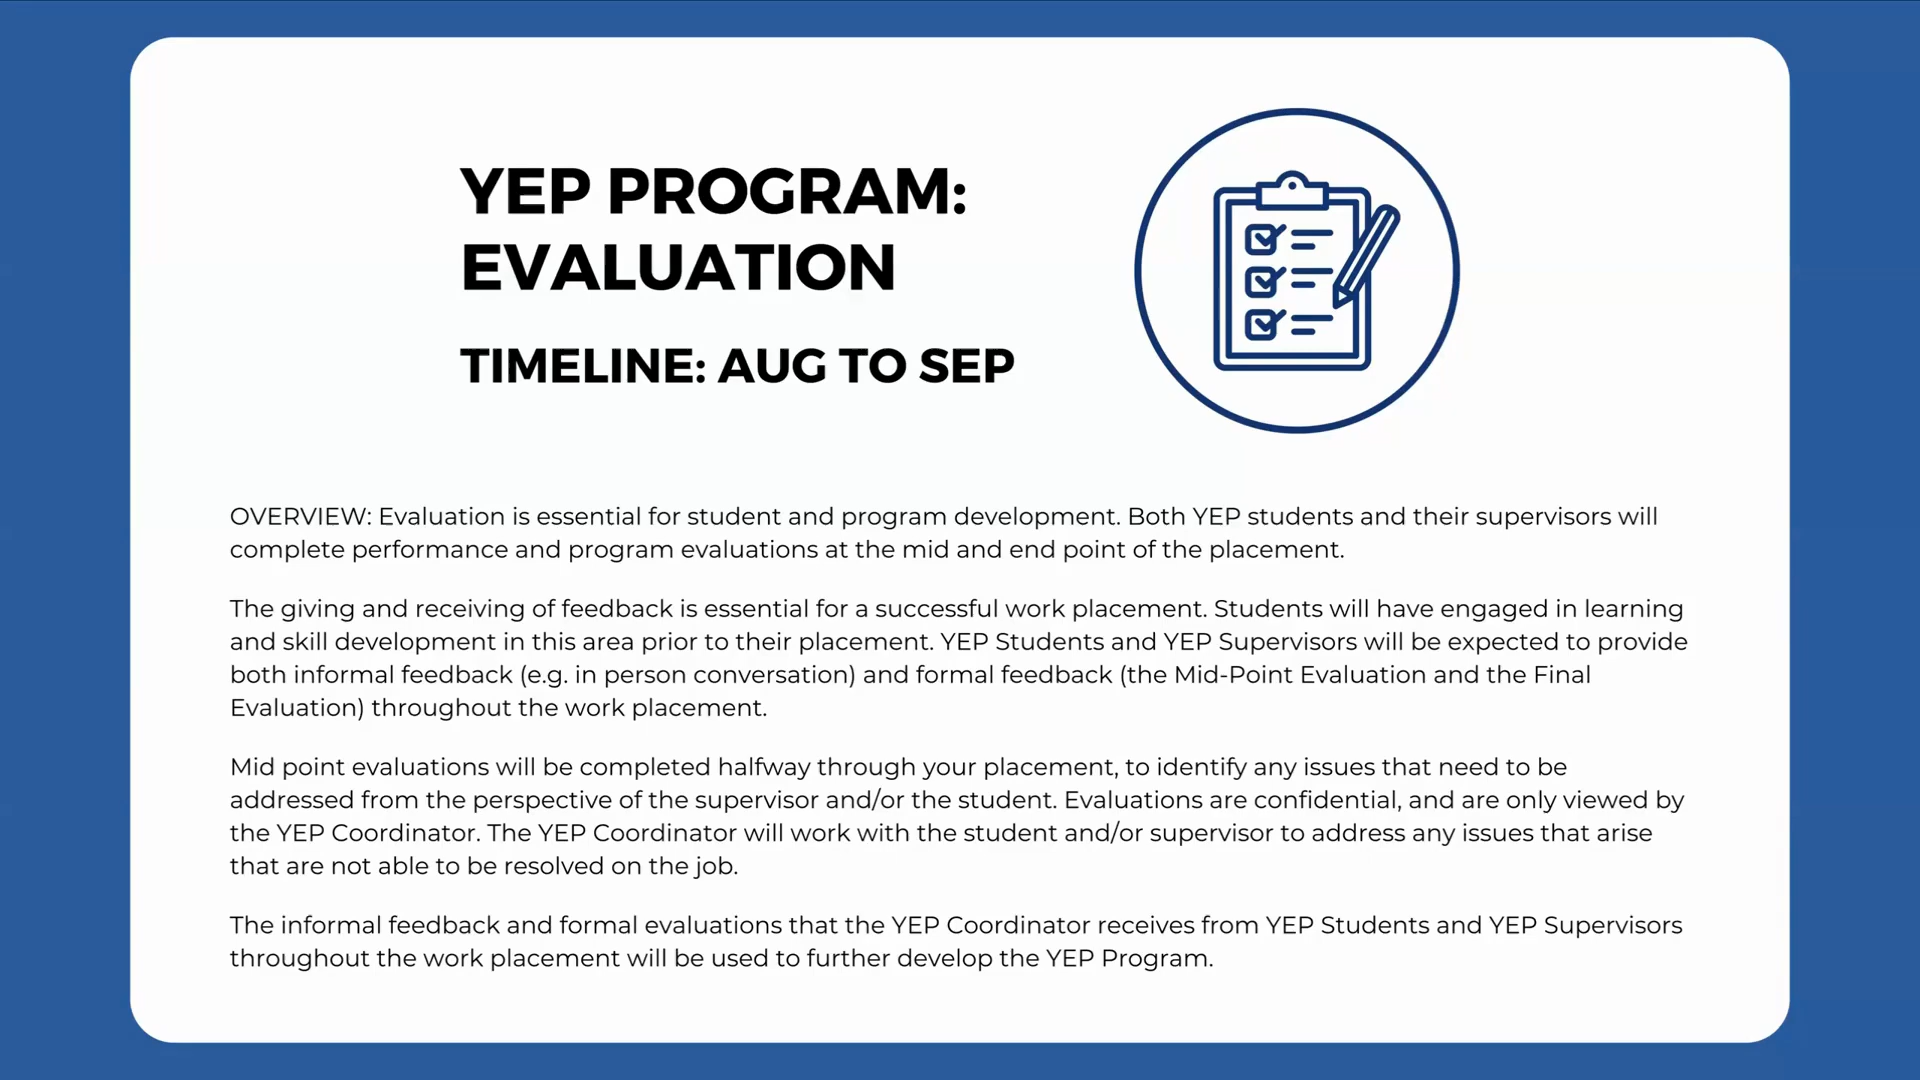 YEP PROGRAM:
EVALUATION
TIMELINE: AUG TO SEP
OVERVIEW: Evaluation is essential for student and program development. Both YEP students and their supervisors will
complete performance and program evaluations at the mid and end point of the placement.
The giving and receiving of feedback is essential for a successful work placement. Students will have engaged in learning
and skill development in this area prior to their placement. YEP Students and YEP Supervisors will be expected to provide
both informal feedback (e.g. in person conversation) and formal feedback (the Mid-Point Evaluation and the Final
Evaluation) throughout the work placement.
Mid point evaluations will be completed halfway through your placement, to identify any issues that need to be
addressed from the perspective of the supervisor and/or the student. Evaluations are confidential, and are only viewed by
the YEP Coordinator. The YEP Coordinator will work with the student and/or supervisor to address any issues that arise
that are not able to be resolved on the job.
The informal feedback and formal evaluations that the YEP Coordinator receives from YEP Students and YEP Supervisors
throughout the work placement will be used to further develop the YEP Program.